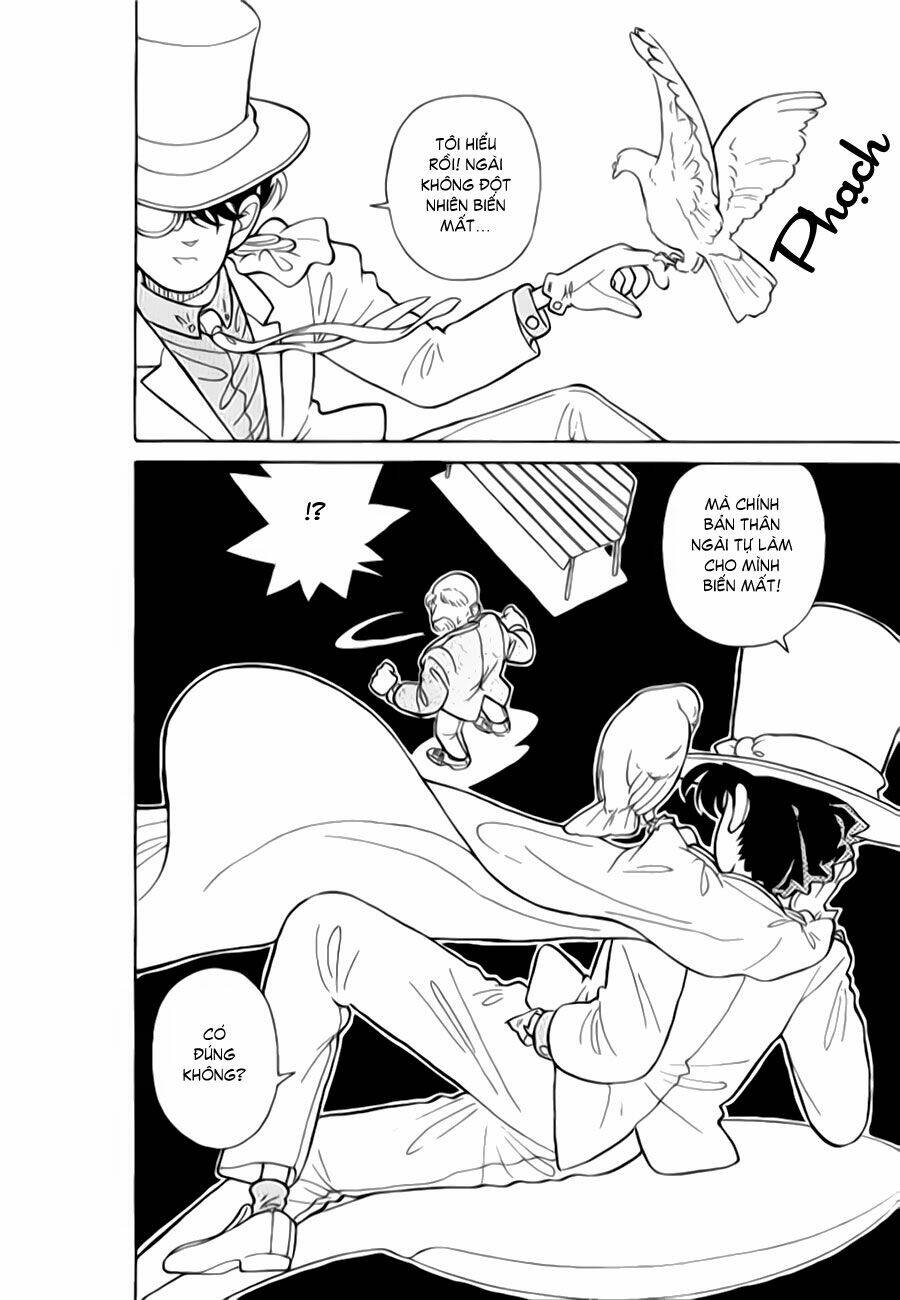 TÔI HIỂU
RỒI! NGÀI
KHÔNG ĐỘT
NHIÊN BIẾN
MẤT...
Phạch
!?
MÀ CHÍNH
BẢN THÂN
NGÀI TỰ LÀM
CHO MÌNH
BIẾN MẤT!
CÓ
ĐÚNG
KHÔNG?